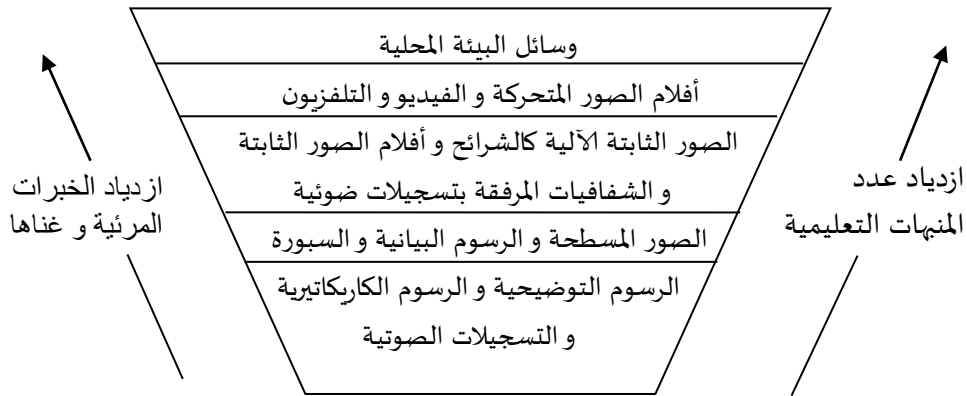 وسائل البيئة المحلية
أفلام الصور المتحركة و الفيديو و التلفزيون
الصور الثابتة الآلية كالشرائح و أفلام الصور الثابتة
و الشفافيات المرفقة بتسجيلات ضوئية
الصور المسطحة و الرسوم البيانية و السبورة
الرسوم التوضيحية و الرسوم الكاريكاتيرية
و التسجيلات الصوتية
ازدياد عدد
المنبهات التعليمية
ازدياد الخبرات
المرئية و غناها